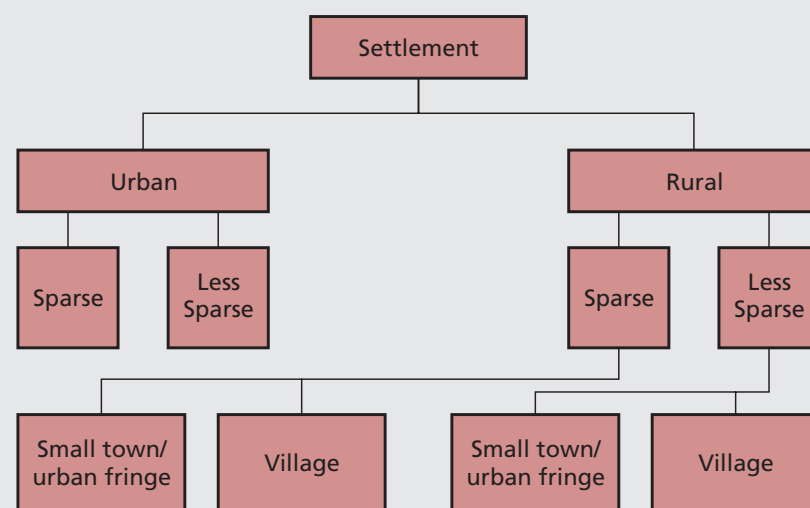 Settlement
Urban
Rural
Sparse
Less
Sparse
Sparse
Less
Sparse
Small town/
urban fringe
Village
Small town/
urban fringe
Village